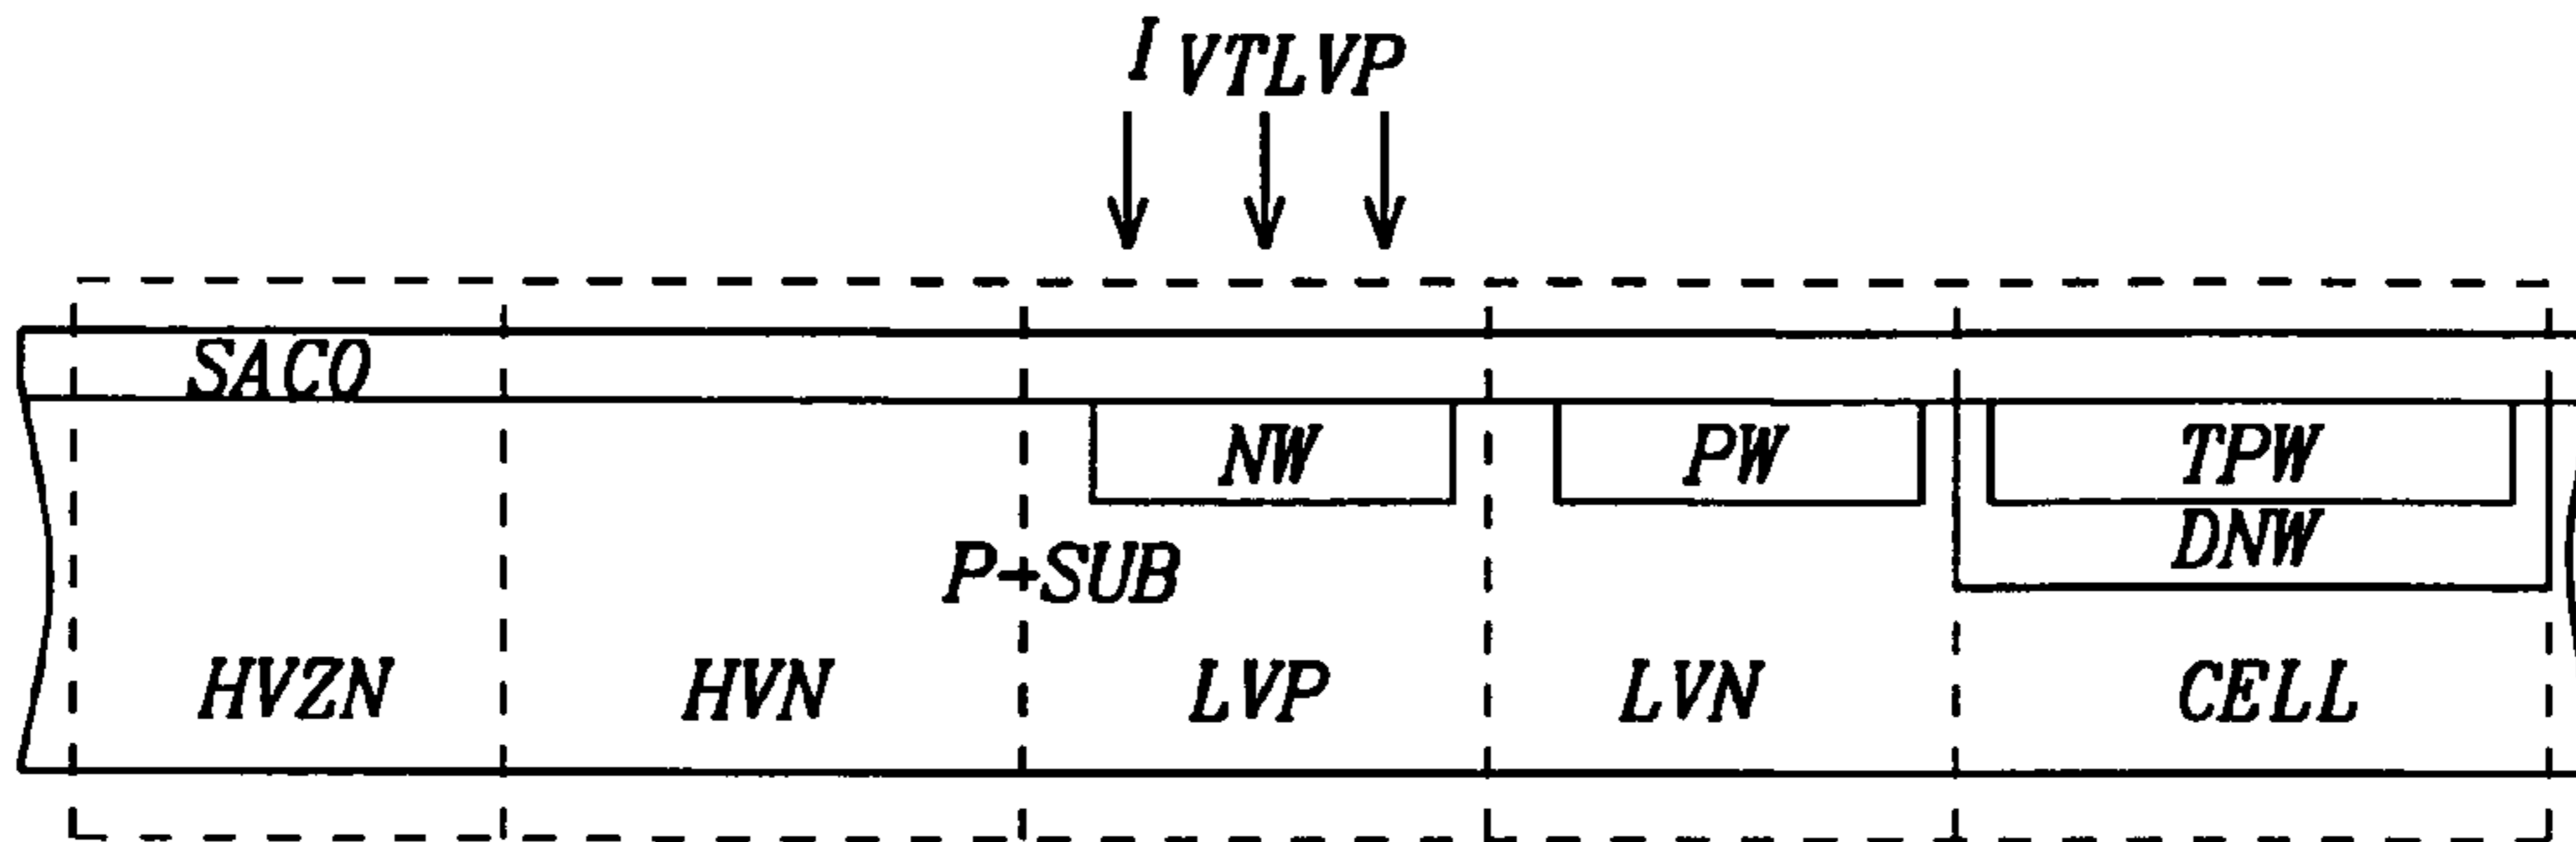 I VTLVP
SACO
NW
PW
TPW
DNW
P-SUB
HVZN
HVN
LVP
LVN
CELL